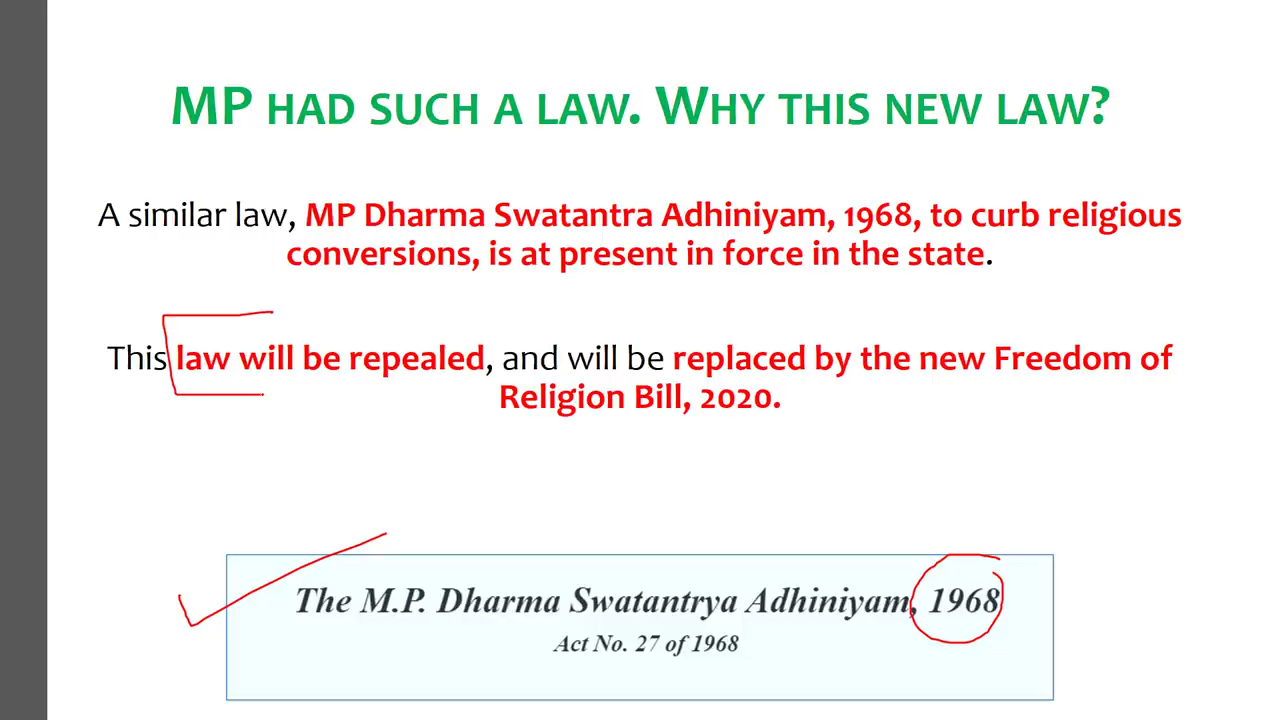 MP HAD SUCH A LAW. WHY THIS NEW LAW?
A similar law, MP Dharma Swatantra Adhiniyam, 1968, to curb religious
conversions, is at present in force in the state.
This law will be repealed, and will be replaced by the new Freedom of
Religion Bill, 2020.
The M.P. Dharma Swatantrya Adhiniyam, 1968
Act No. 27 of 1968